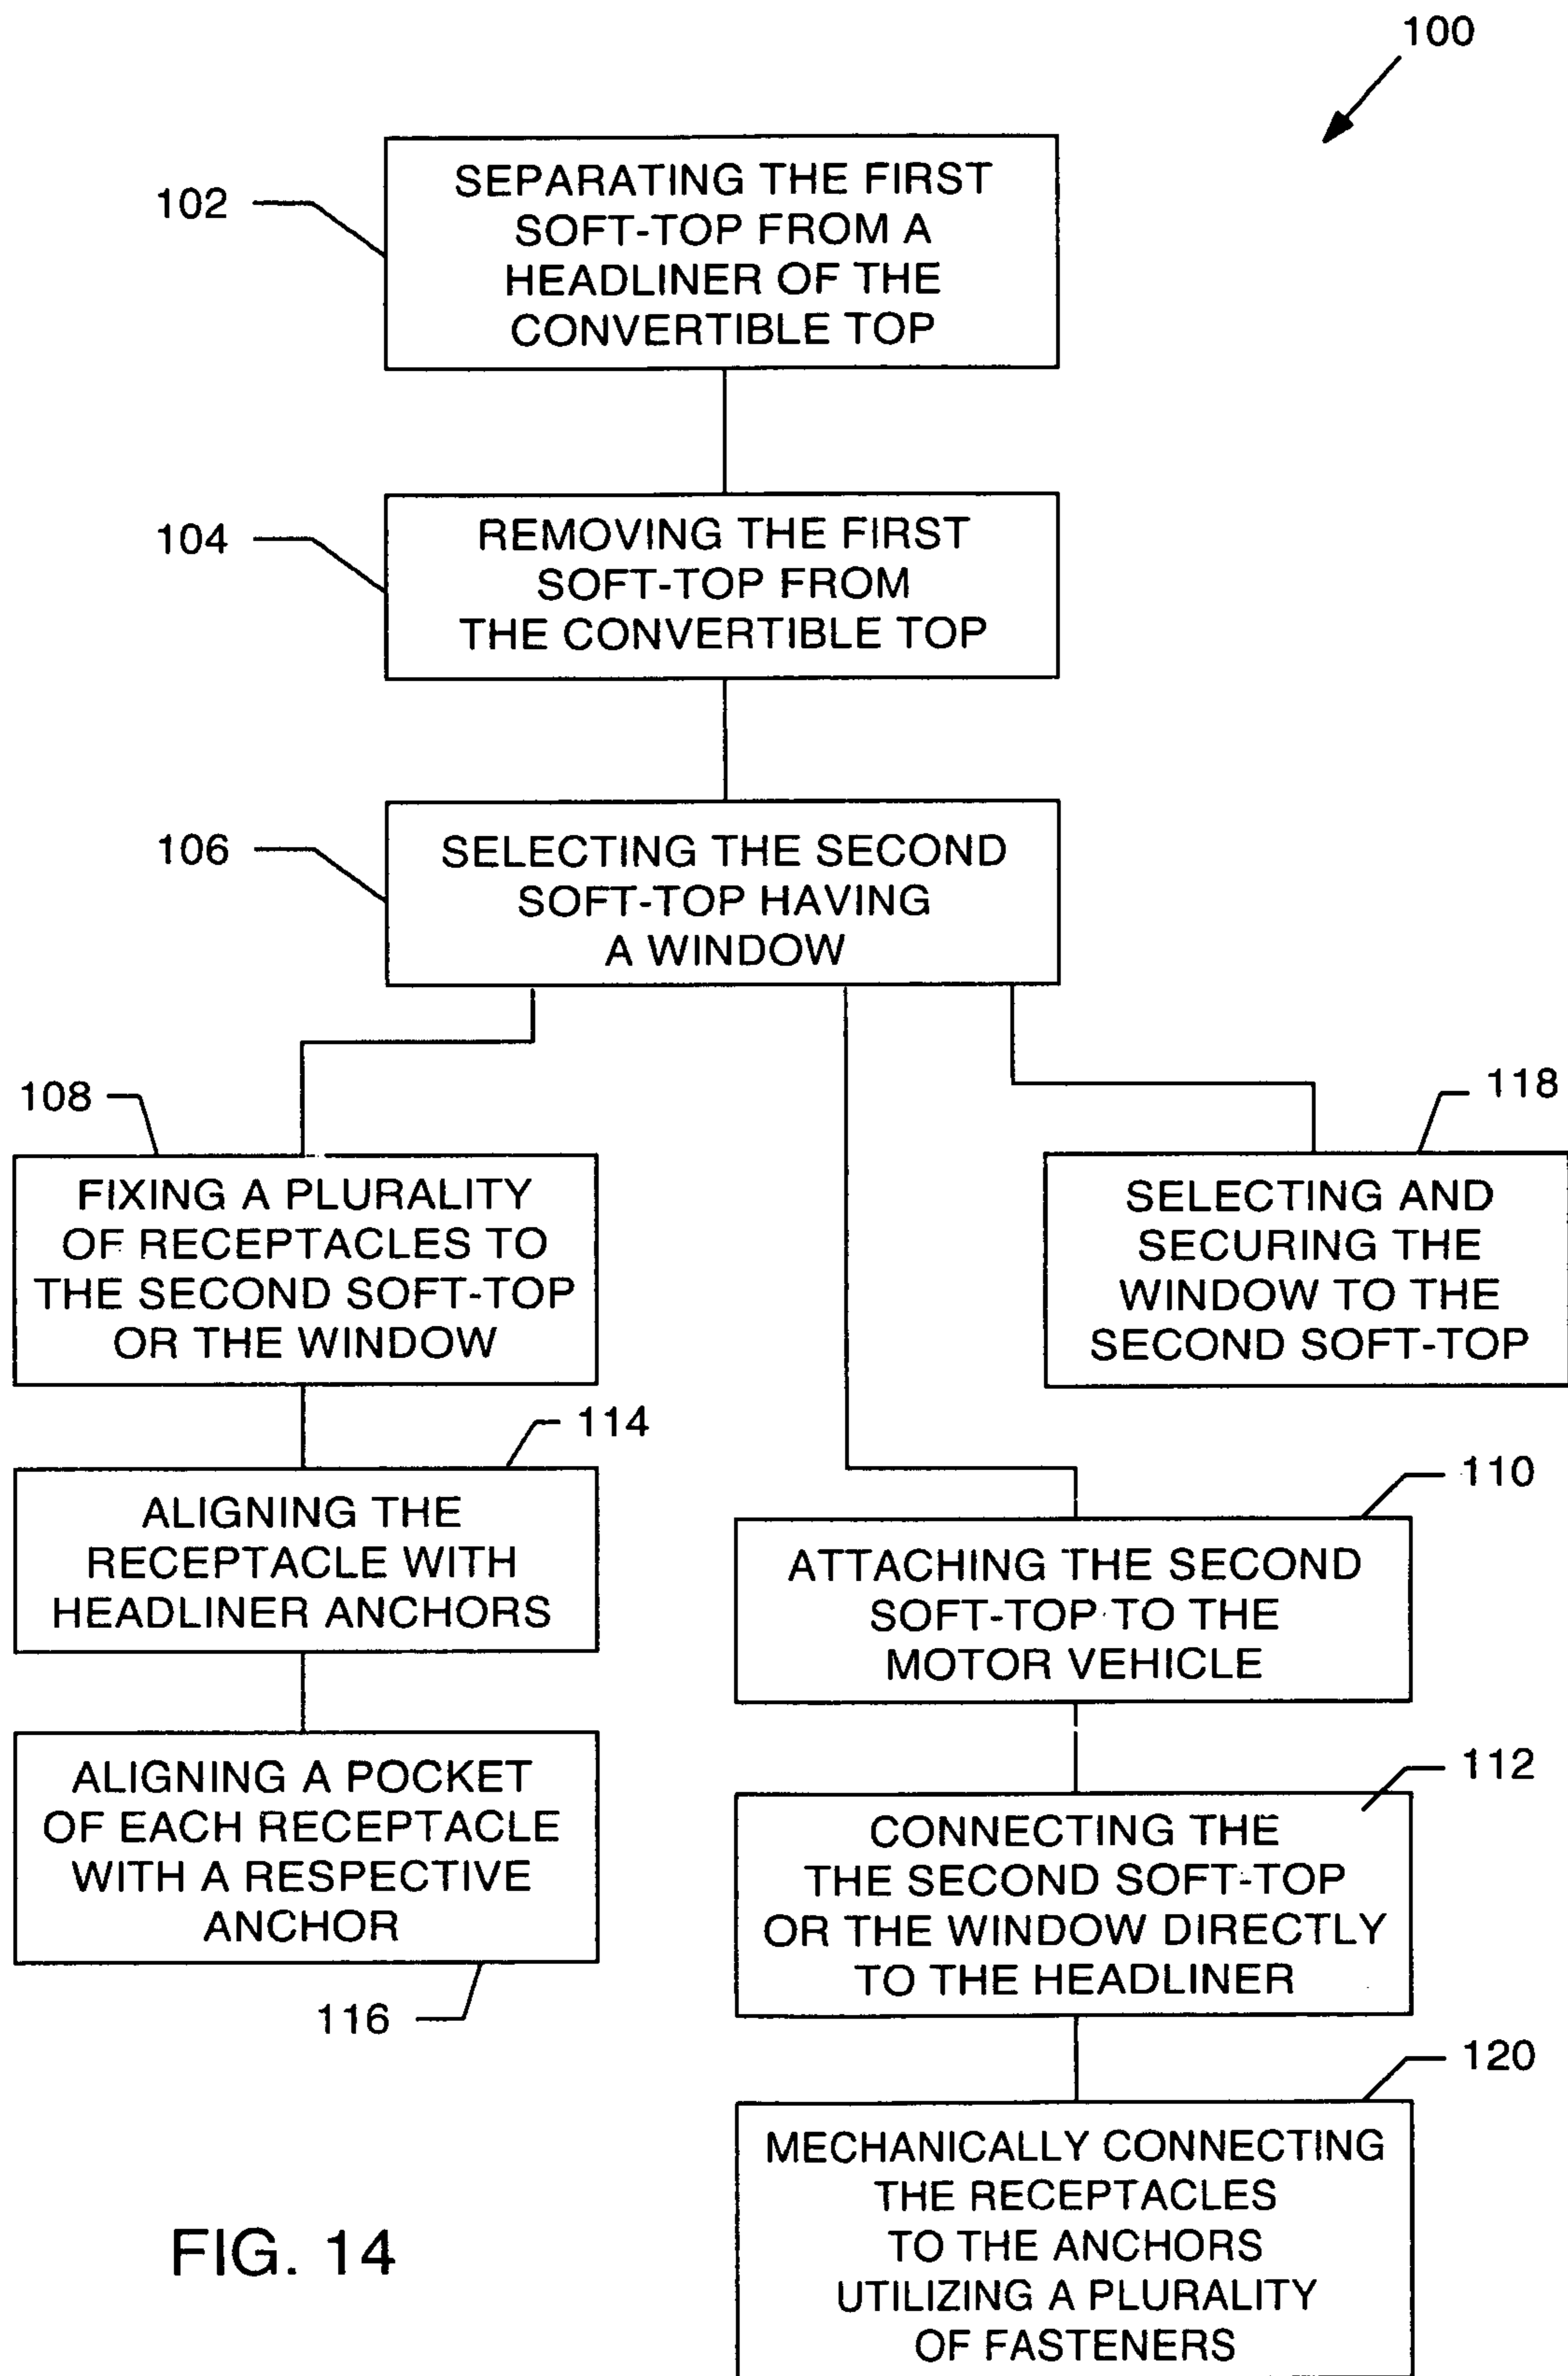 100
102
SEPARATING THE FIRST
SOFT-TOP FROM A
HEADLINER OF THE
CONVERTIBLE TOP
104
REMOVING THE FIRST
SOFT-TOP FROM
THE CONVERTIBLE TOP
106
SELECTING THE SECOND
SOFT-TOP HAVING
A WINDOW
108
FIXING A PLURALITY
OF RECEPTACLES TO
THE SECOND SOFT-TOP
OR THE WINDOW
118
SELECTING AND
SECURING THE
WINDOW TO THE
SECOND SOFT-TOP
114
ALIGNING THE
RECEPTACLE WITH
HEADLINER ANCHORS
110
ATTACHING THE SECOND
SOFT-TOP TO THE
MOTOR VEHICLE
ALIGNING A POCKET
OF EACH RECEPTACLE
WITH A RESPECTIVE
ANCHOR
116
112
CONNECTING THE
THE SECOND SOFT-TOP
OR THE WINDOW DIRECTLY
TO THE HEADLINER
120
MECHANICALLY CONNECTING
THE RECEPTACLES
TO THE ANCHORS
UTILIZING A PLURALITY
OF FASTENERS
FIG. 14